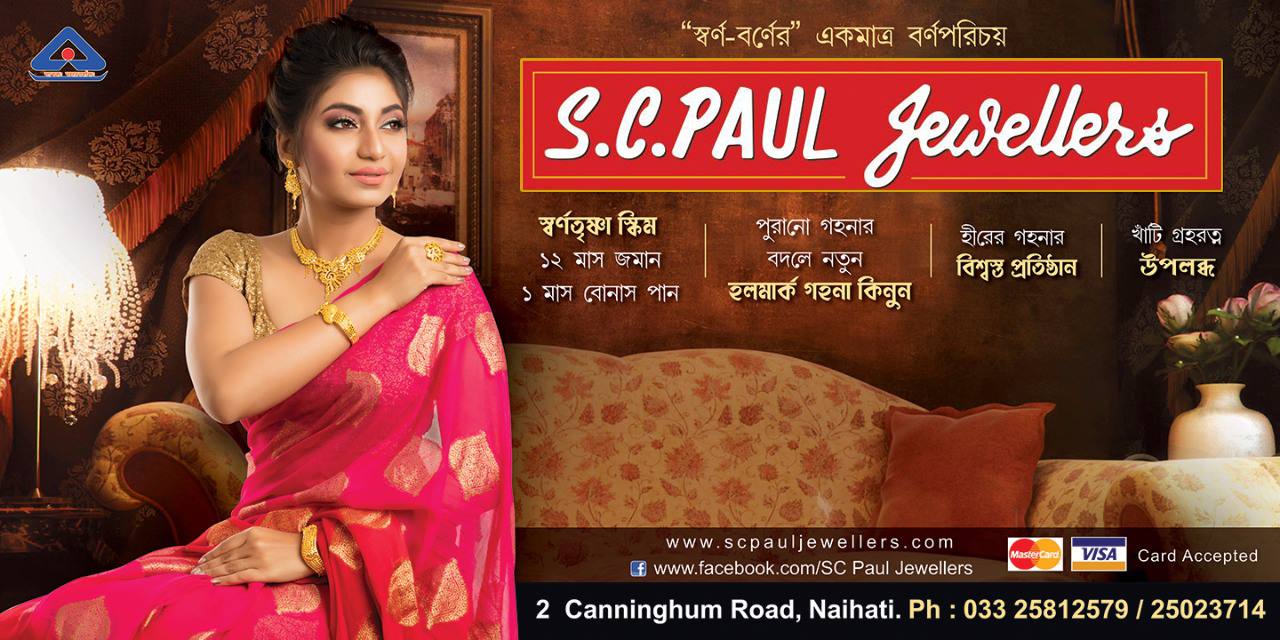 "স্বর্ণ-বর্ণের" একমাত্র বর্ণপরিচয়
S.C.PAUL Jewellers
স্বর্ণতৃষ্ণা স্কিম
১২ মাস জমান
১ মাস বোনাস পান
পুরানো গহনার
বদলে নতুন
হলমার্ক গহনা কিনুন
হীরের গহনার
বিশ্বস্ত প্রতিষ্ঠান
খাঁটি গ্রহরত্ন
উপলব্ধ
www.scpauljewellers.com
www.facebook.com/SC Paul Jewellers
MasterCard VISA Card Accepted
2 Canninghum Road, Naihati. Ph : 033 25812579 / 25023714